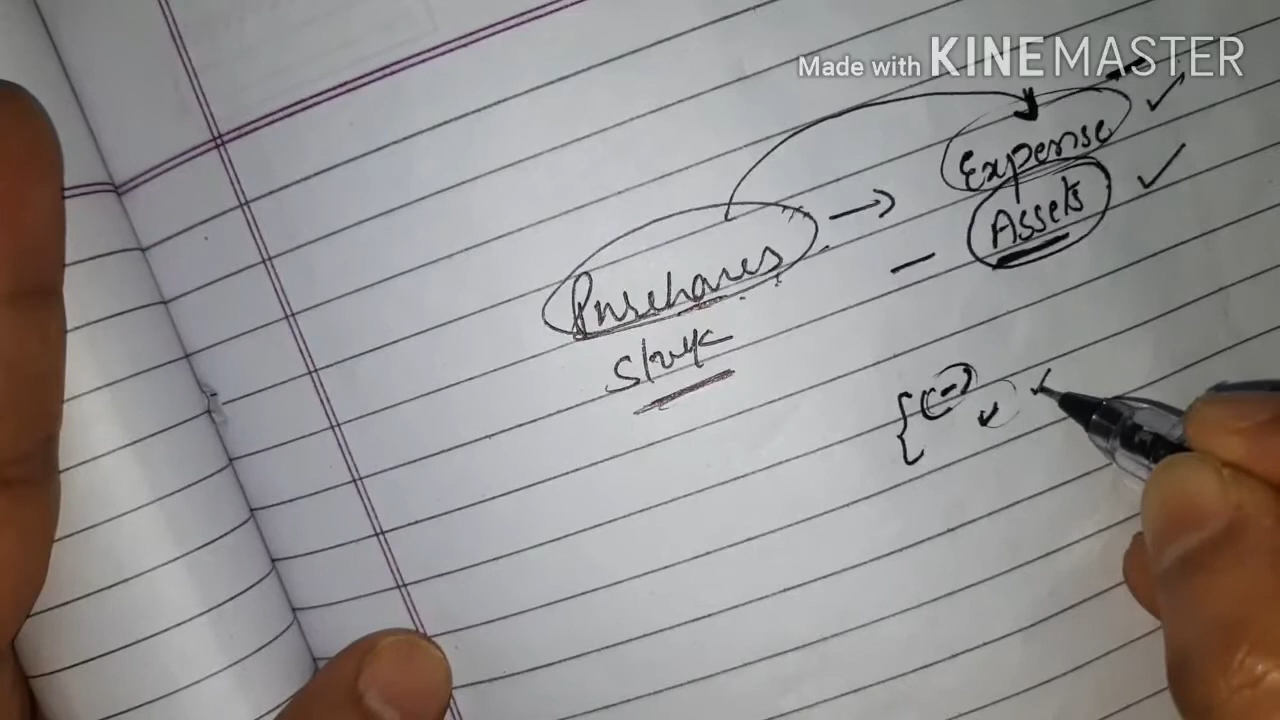 Made with KINEMASTER
Expense
Purchases →
- Assets
Stock
{(-)